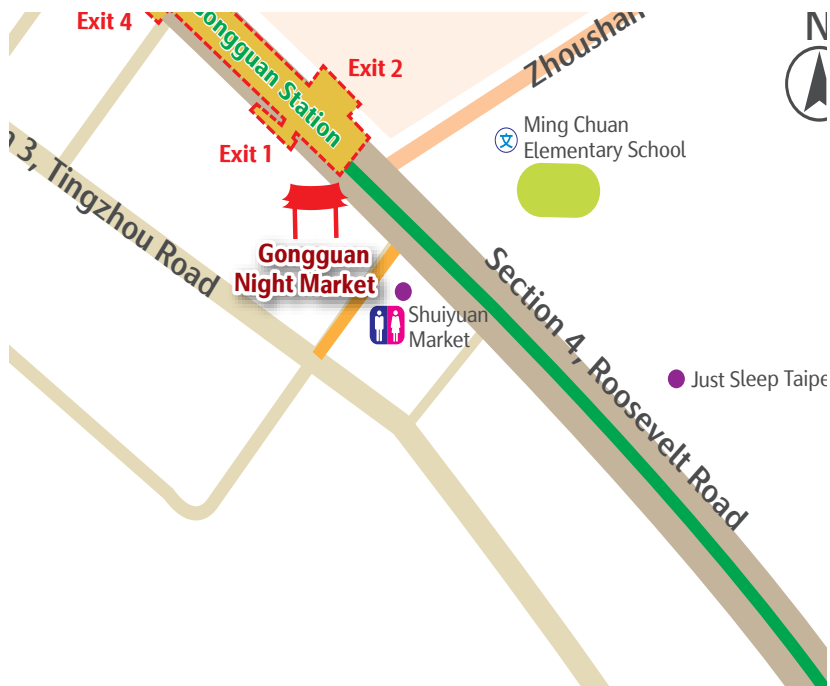 Exit 4
N
Gongguan Station
Exit 2
Zhoushan
Ming Chuan
Elementary School
Exit 1
3, Tingzhou Road
Gongguan
Night Market
Shuiyuan
Market
Section 4, Roosevelt Road
Just Sleep Taipe